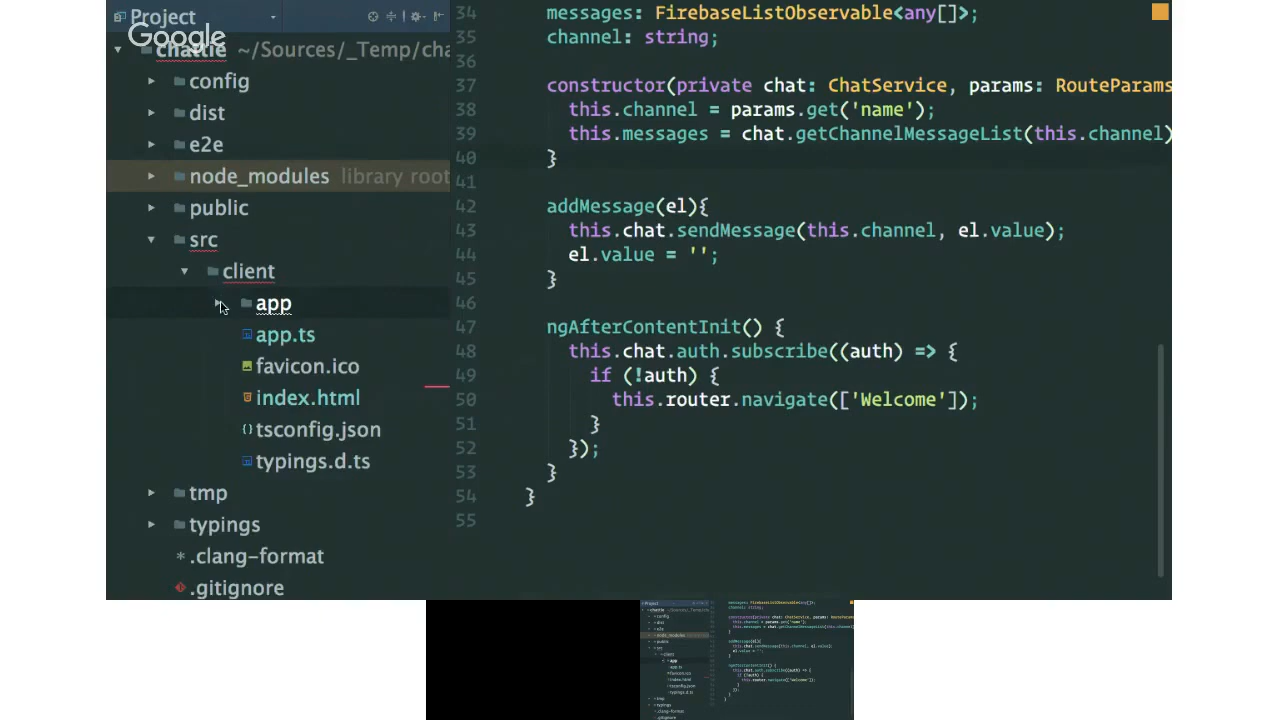 Project
Google
chattie ~/Sources/_Temp/cha
config
dist
e2e
node_modules library root
public
src
client
app
app.ts
favicon.ico
index.html
tsconfig.json
typings.d.ts
tmp
typings
.clang-format
.gitignore
34 messages: FirebaseListObservable<any[]>;
35 channel: string;
36
37 constructor(private chat: ChatService, params: RouteParams
38 this.channel = params.get('name');
39 this.messages = chat.getChannelMessageList(this.channel)
40 }
41
42 addMessage(el){
43 this.chat.sendMessage(this.channel, el.value);
44 el.value = '';
45 }
46
47 ngAfterContentInit() {
48 this.chat.auth.subscribe((auth) => {
49 if (!auth) {
50 this.router.navigate(['Welcome']);
51 }
52 });
53 }
54 }
55